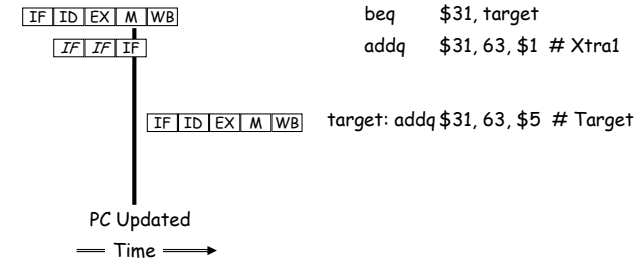 IF ID EX M WB beq $31, target
IF IF IF addq $31, 63, $1 # Xtra1
IF ID EX M WB target: addq $31, 63, $5 # Target
PC Updated
Time